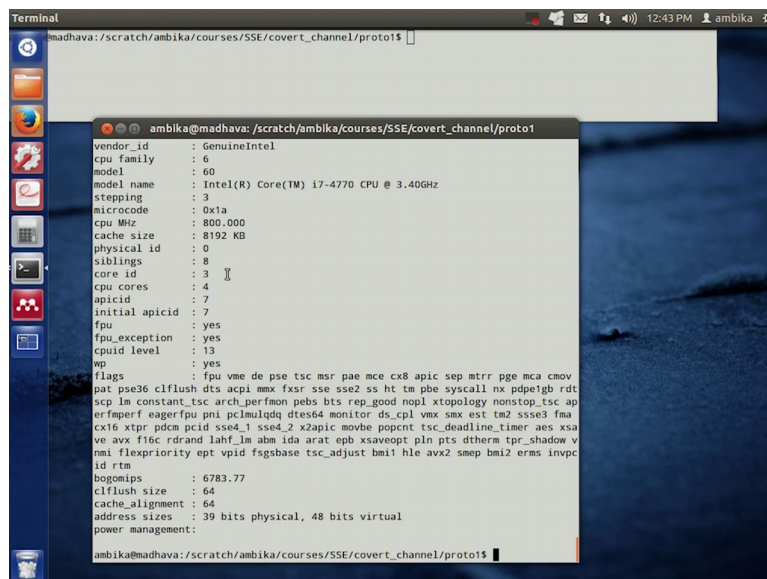 Terminal 12:43 PM ambika
@madhava:/scratch/ambika/courses/SSE/covert_channel/proto1$
ambika@madhava: /scratch/ambika/courses/SSE/covert_channel/proto1
vendor_id : GenuineIntel
cpu family : 6
model : 60
model name : Intel(R) Core(TM) i7-4770 CPU @ 3.40GHz
stepping : 3
microcode : 0x1a
cpu MHz : 800.000
cache size : 8192 KB
physical id : 0
siblings : 8
core id : 3
cpu cores : 4
apicid : 7
initial apicid : 7
fpu : yes
fpu_exception : yes
cpuid level : 13
wp : yes
flags : fpu vme de pse tsc msr pae mce cx8 apic sep mtrr pge mca cmov
pat pse36 clflush dts acpi mmx fxsr sse sse2 ss ht tm pbe syscall nx pdpe1gb rdt
scp lm constant_tsc arch_perfmon pebs bts rep_good nopl xtopology nonstop_tsc ap
erfmperf eagerfpu pni pclmulqdq dtes64 monitor ds_cpl vmx smx est tm2 ssse3 fma
cx16 xtpr pdcm pcid sse4_1 sse4_2 x2apic movbe popcnt tsc_deadline_timer aes xsa
ve avx f16c rdrand lahf_lm abm ida arat epb xsaveopt pln pts dtherm tpr_shadow v
nmi flexpriority ept vpid fsgsbase tsc_adjust bmi1 hle avx2 smep bmi2 erms invpc
id rtm
bogomips : 6783.77
clflush size : 64
cache_alignment : 64
address sizes : 39 bits physical, 48 bits virtual
power management:
ambika@madhava:/scratch/ambika/courses/SSE/covert_channel/proto1$